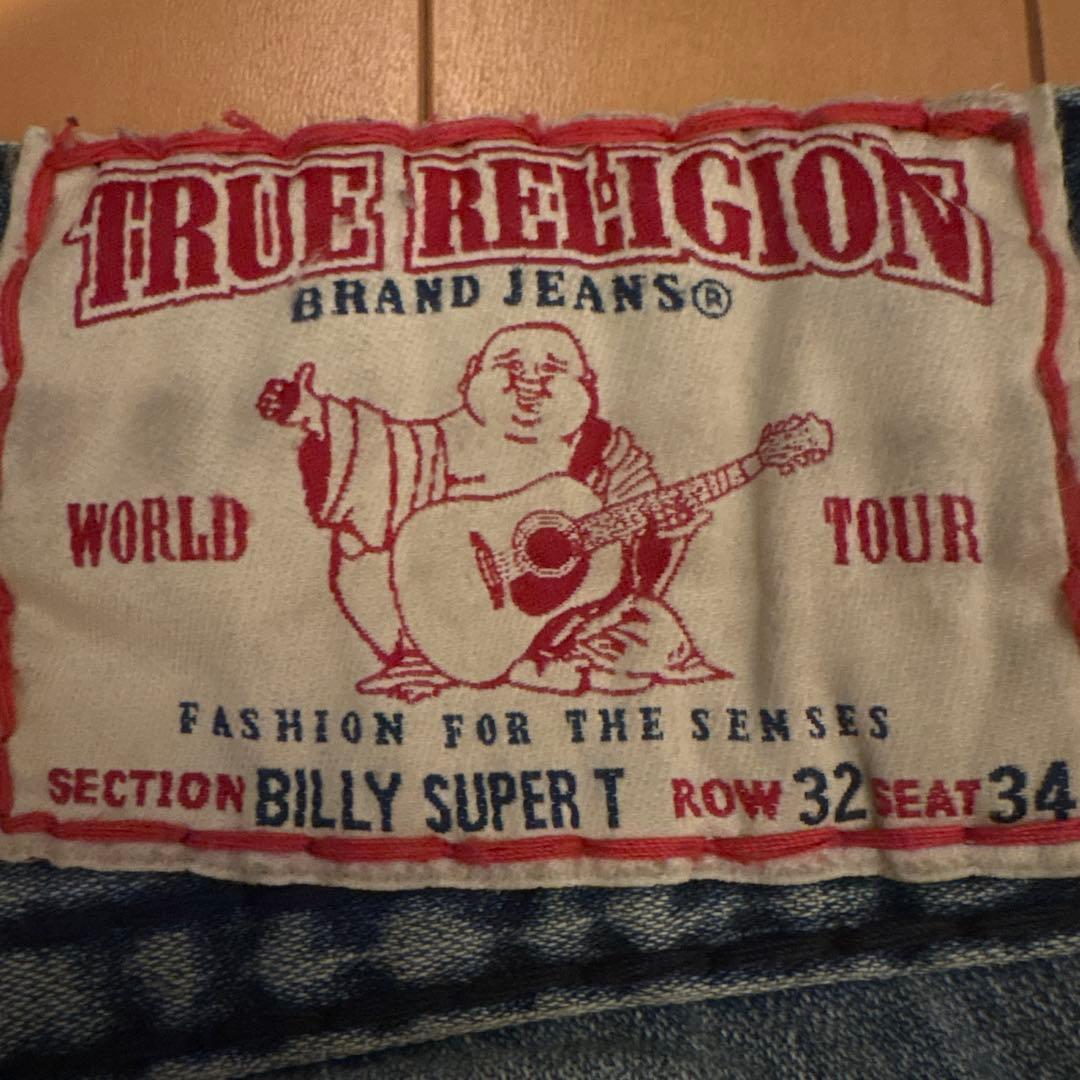 TRUE RELIGION
BRAND JEANS®
WORLD TOUR
FASHION FOR THE SENSES
SECTION BILLY SUPER T ROW 32 SEAT 34